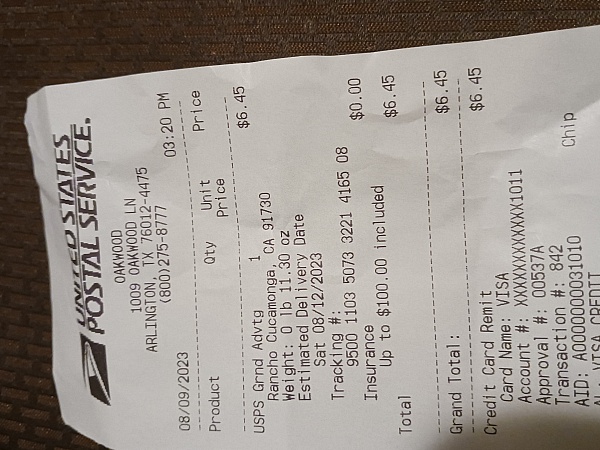 UNITED STATES
POSTAL SERVICE.
OAKWOOD
1009 OAKWOOD LN
ARLINGTON, TX 76012-4475
(800)275-8777
08/09/2023 03:20 PM
Product Qty Unit Price
Price
USPS Grnd Advtg 1 $6.45
Rancho Cucamonga, CA 91730
Weight: 0 lb 11.30 oz
Estimated Delivery Date
Sat 08/12/2023
Tracking #:
9500 1103 5073 3221 4165 08
Insurance $0.00
Up to $100.00 included
Total $6.45
Grand Total: $6.45
Credit Card Remit $6.45
Card Name: VISA
Account #: XXXXXXXXXXXX1011
Approval #: 00537A
Transaction #: 842
AID: A0000000031010 Chip
AL: VISA CREDIT